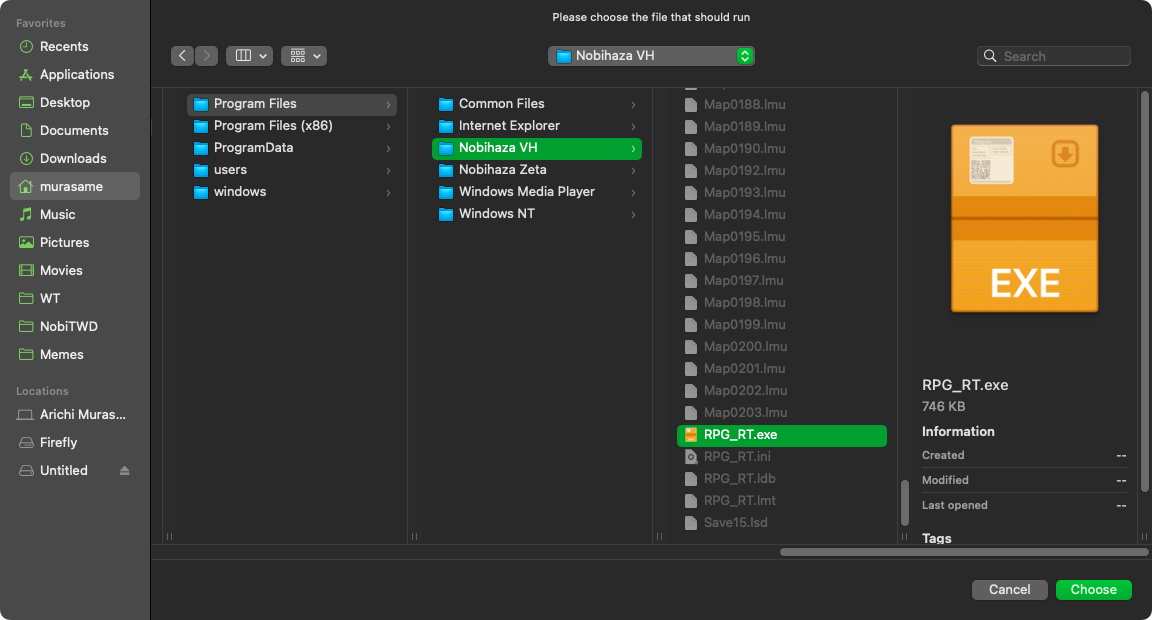 Please choose the file that should run
Favorites
Recents
Applications
Desktop
Documents
Downloads
murasame
Music
Pictures
Movies
WT
NobiTWD
Memes
Locations
Arichi Muras...
Firefly
Untitled
Nobihaza VH
Search
Program Files
Program Files (x86)
ProgramData
users
windows
Common Files
Internet Explorer
Nobihaza VH
Nobihaza Zeta
Windows Media Player
Windows NT
Map0188.lmu
Map0189.lmu
Map0190.lmu
Map0192.lmu
Map0193.lmu
Map0194.lmu
Map0195.lmu
Map0196.lmu
Map0197.lmu
Map0198.lmu
Map0199.lmu
Map0200.lmu
Map0201.lmu
Map0202.lmu
Map0203.lmu
RPG_RT.exe
RPG_RT.ini
RPG_RT.ldb
RPG_RT.lmt
Save15.lsd
EXE
RPG_RT.exe
746 KB
Information
Created --
Modified --
Last opened --
Tags
Cancel
Choose